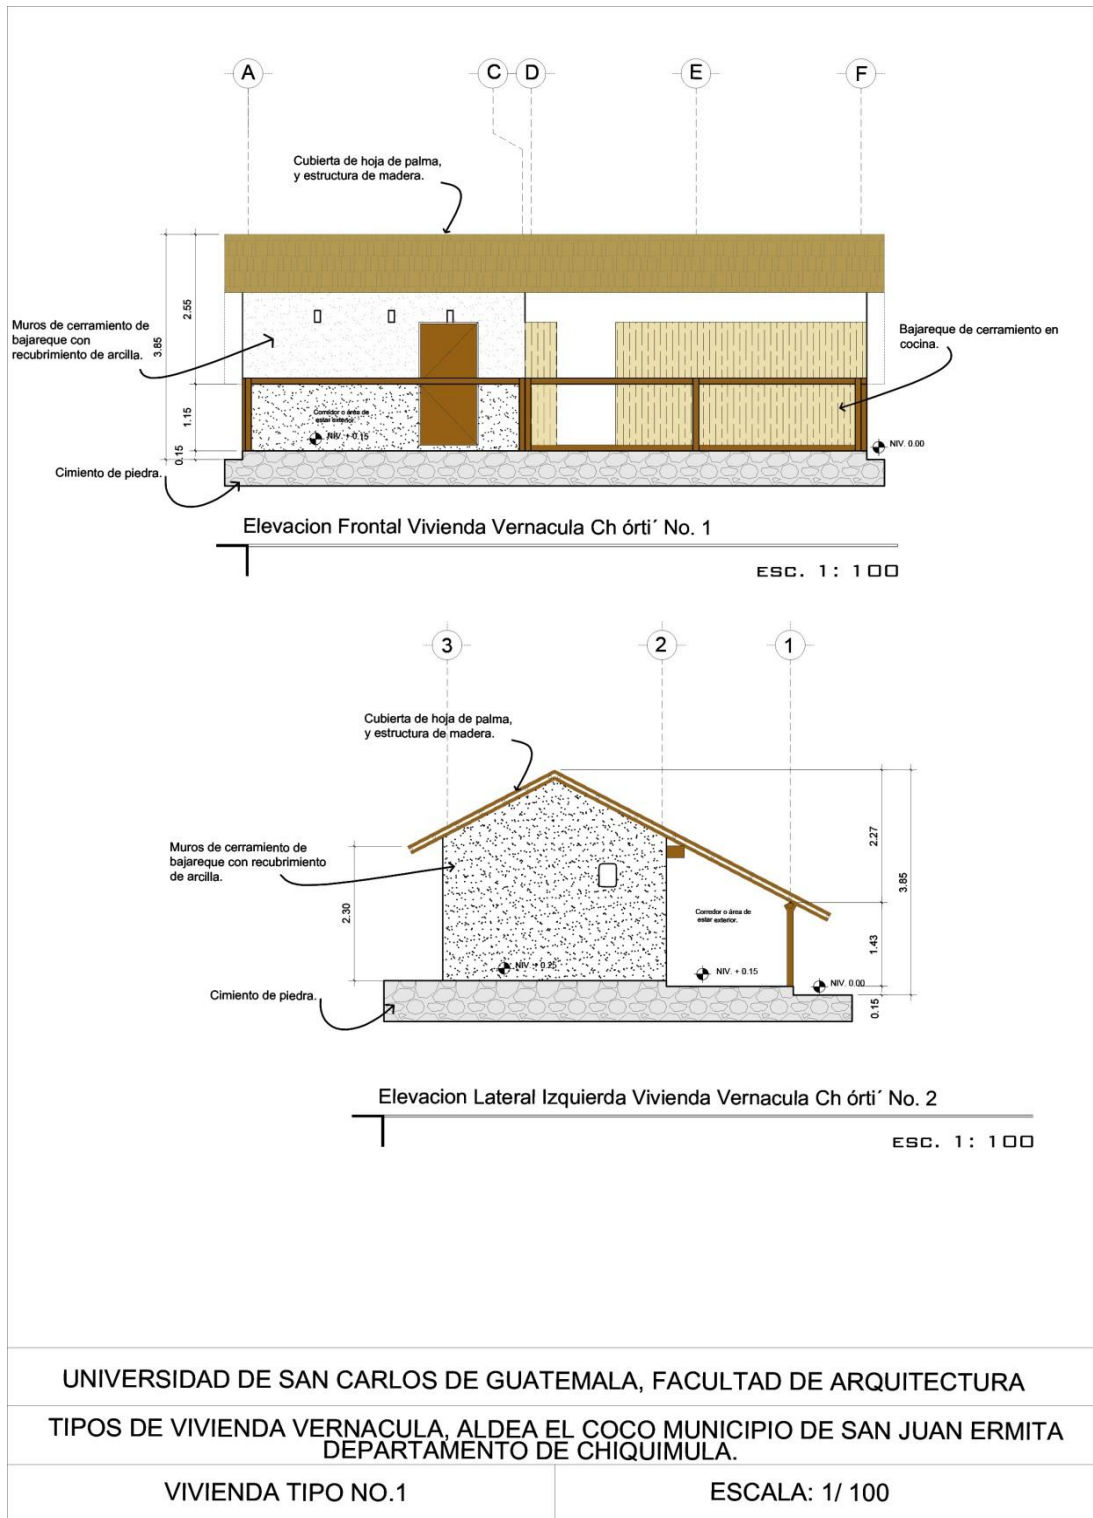 A
C
D
E
F
Cubierta de hoja de palma,
y estructura de madera.
2.55
3.85
Muros de cerramiento de
bajareque con
recubrimiento de arcilla.
Bajareque de cerramiento en
cocina.
1.15
Corredor o área de
estar exterior.
NIV. + 0.15
NIV. 0.00
0.15
Cimiento de piedra.
Elevacion Frontal Vivienda Vernacula Ch órti´ No. 1
ESC. 1: 100
3
2
1
Cubierta de hoja de palma,
y estructura de madera.
2.27
3.85
Muros de cerramiento de
bajareque con recubrimiento
de arcilla.
2.30
Corredor o área de
estar exterior.
1.43
NIV. + 0.25
NIV. + 0.15
NIV. 0.00
Cimiento de piedra.
0.15
Elevacion Lateral Izquierda Vivienda Vernacula Ch órti´ No. 2
ESC. 1: 100
UNIVERSIDAD DE SAN CARLOS DE GUATEMALA, FACULTAD DE ARQUITECTURA
TIPOS DE VIVIENDA VERNACULA, ALDEA EL COCO MUNICIPIO DE SAN JUAN ERMITA
DEPARTAMENTO DE CHIQUIMULA.
VIVIENDA TIPO NO.1
ESCALA: 1/ 100